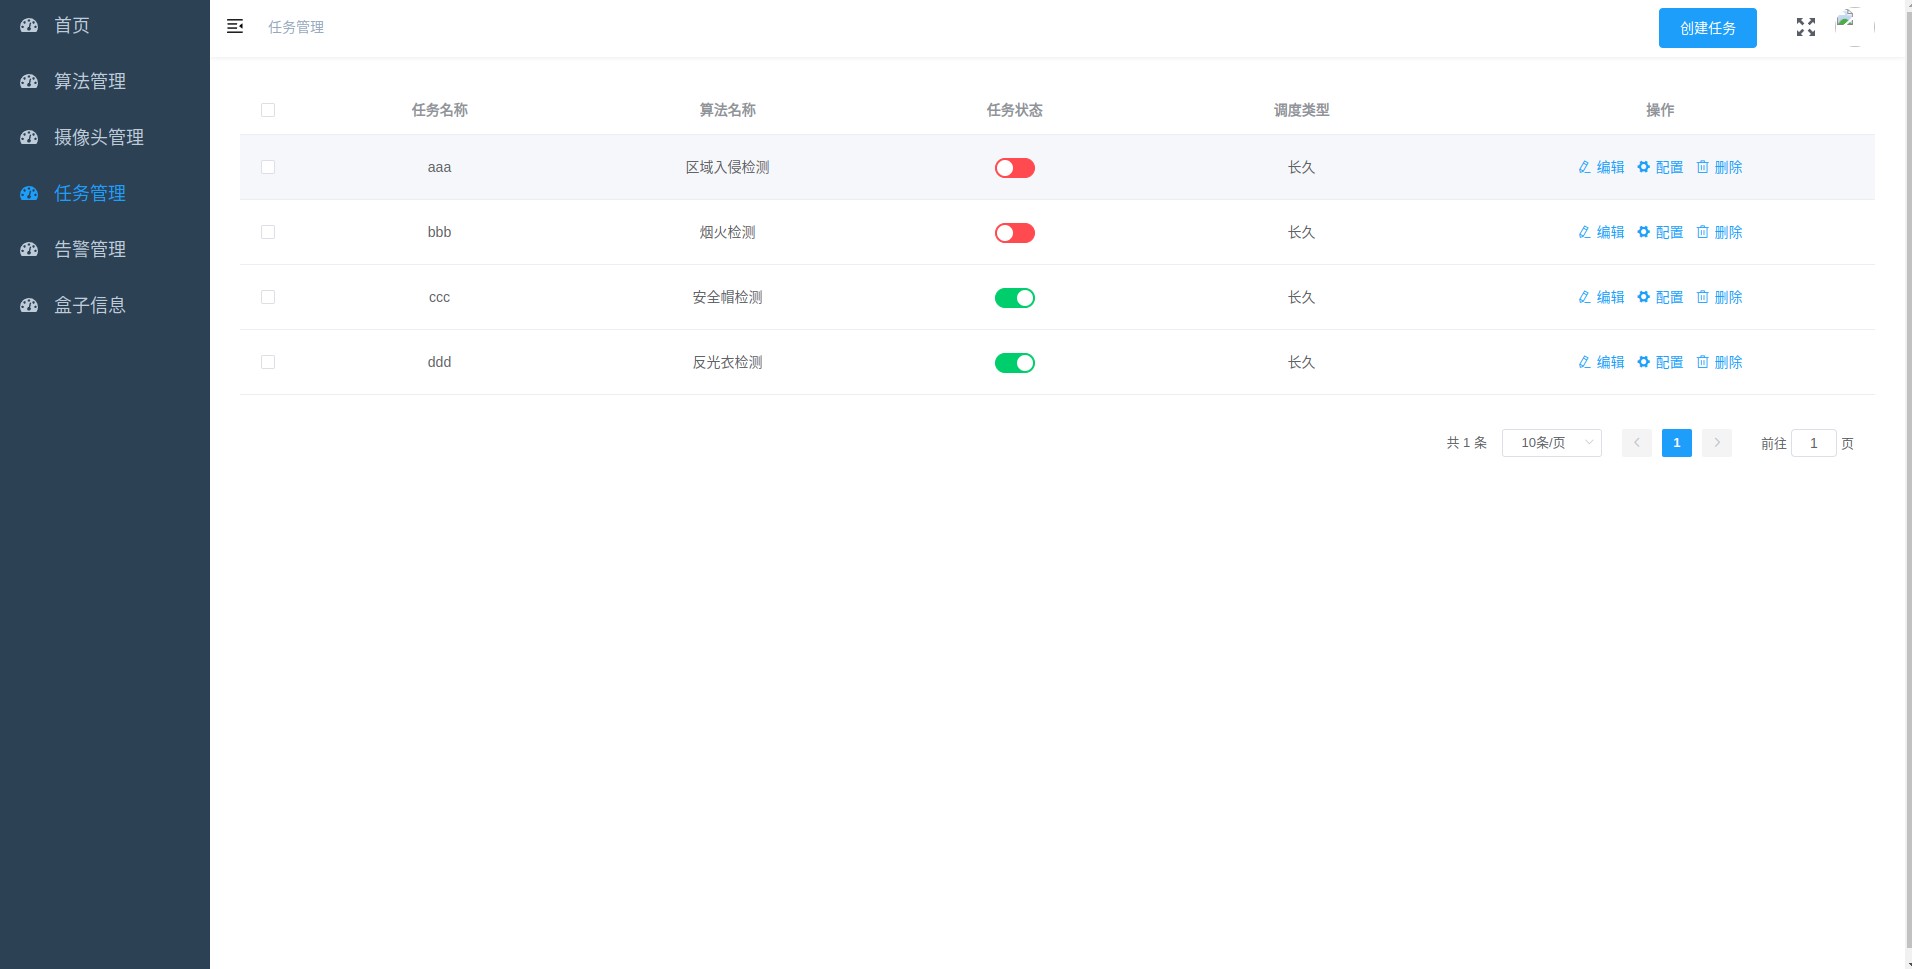 首页
算法管理
摄像头管理
任务管理
告警管理
盒子信息
任务管理
创建任务
任务名称 算法名称 任务状态 调度类型 操作
aaa 区域入侵检测 长久 编辑 配置 删除
bbb 烟火检测 长久 编辑 配置 删除
ccc 安全帽检测 长久 编辑 配置 删除
ddd 反光衣检测 长久 编辑 配置 删除
共 1 条 10条/页 1 前往 1 页